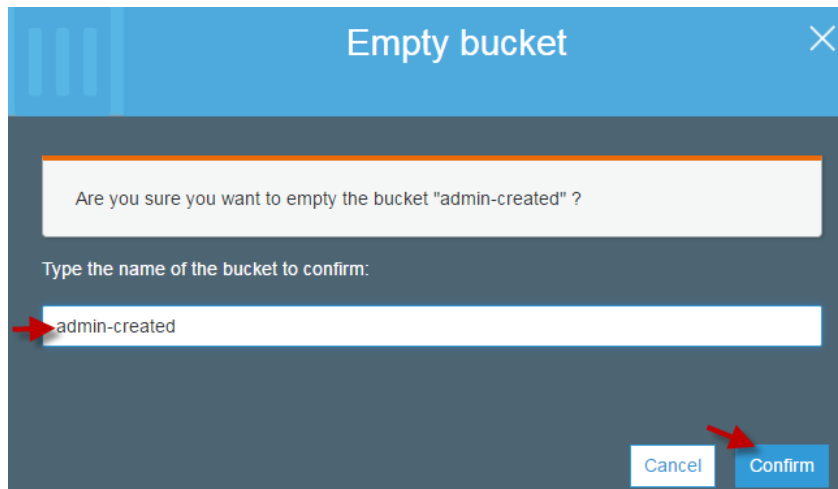 Empty bucket
Are you sure you want to empty the bucket "admin-created" ?
Type the name of the bucket to confirm:
admin-created
Cancel
Confirm